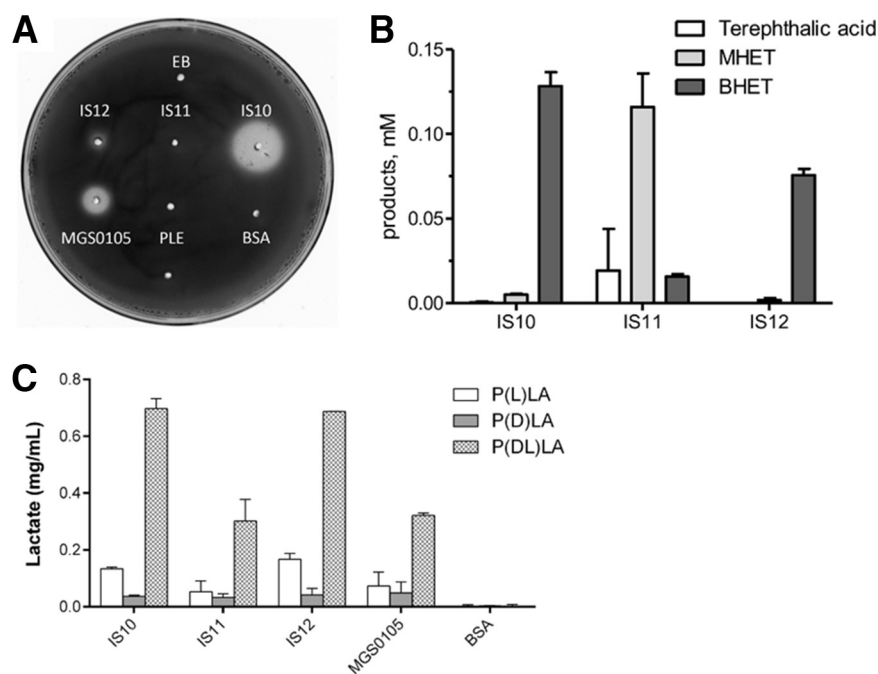 A
EB
IS12 IS11 IS10
MGS0105 PLE BSA
B
Terephthalic acid
MHET
BHET
products, mM
0.15
0.10
0.05
0.00
IS10 IS11 IS12
C
P(L)LA
P(D)LA
P(DL)LA
Lactate (mg/mL)
0.8
0.6
0.4
0.2
0.0
IS10 IS11 IS12 MGS0105 BSA